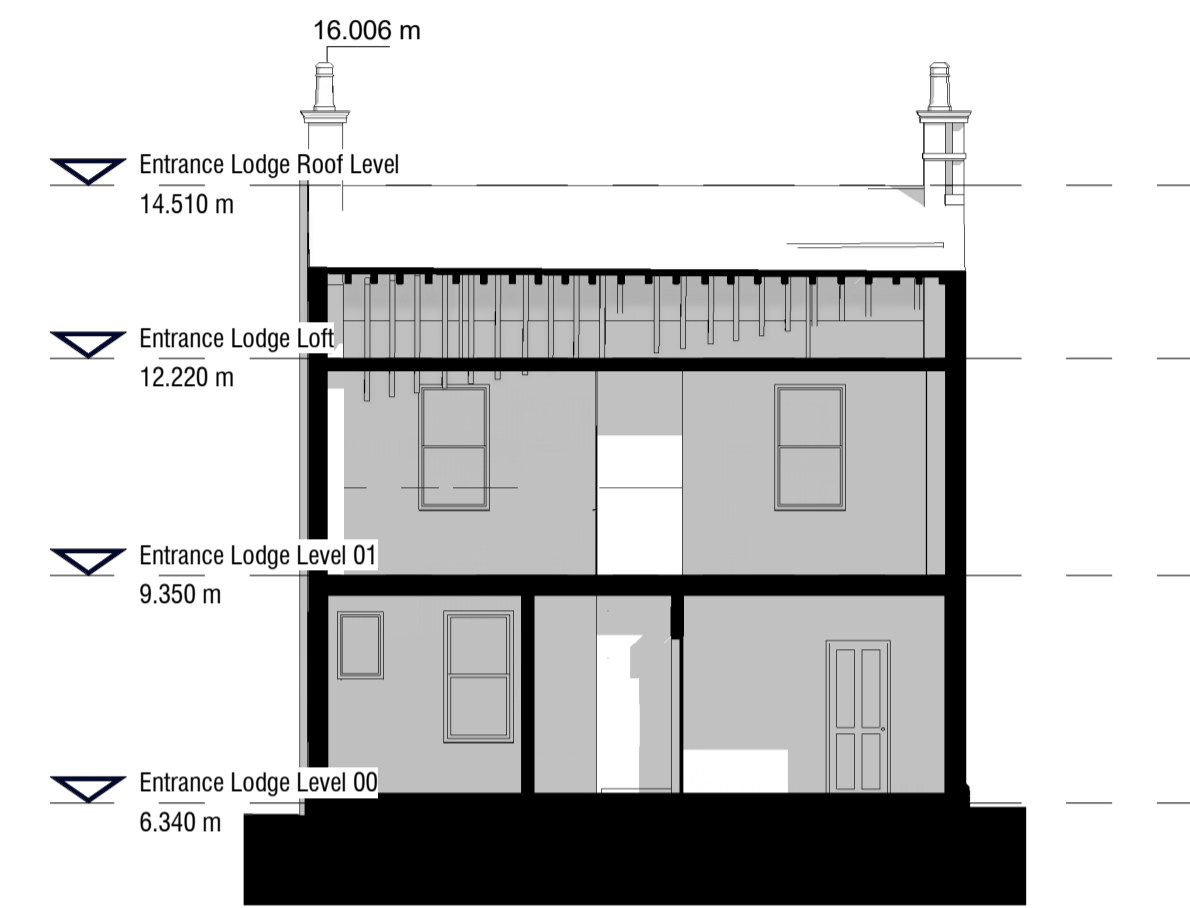 16.006 m
Entrance Lodge Roof Level
14.510 m
Entrance Lodge Loft
12.220 m
Entrance Lodge Level 01
9.350 m
Entrance Lodge Level 00
6.340 m